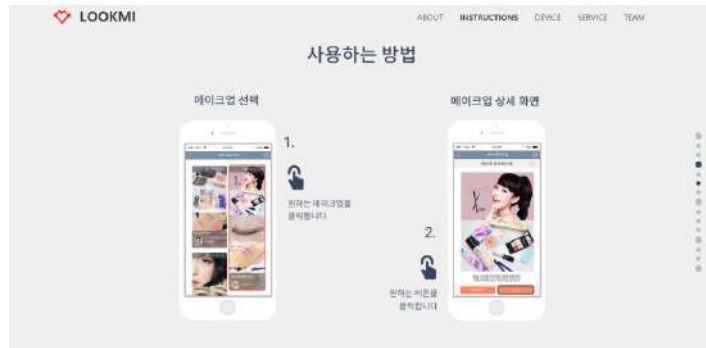 LOOKMI
ABOUT INSTRUCTIONS DEVICE SERVICE TEAM
사용하는 방법
메이크업 선택
메이크업 상세 화면
1.
원하는 메이크업을
클릭합니다
2.
원하는 버튼을
클릭합니다